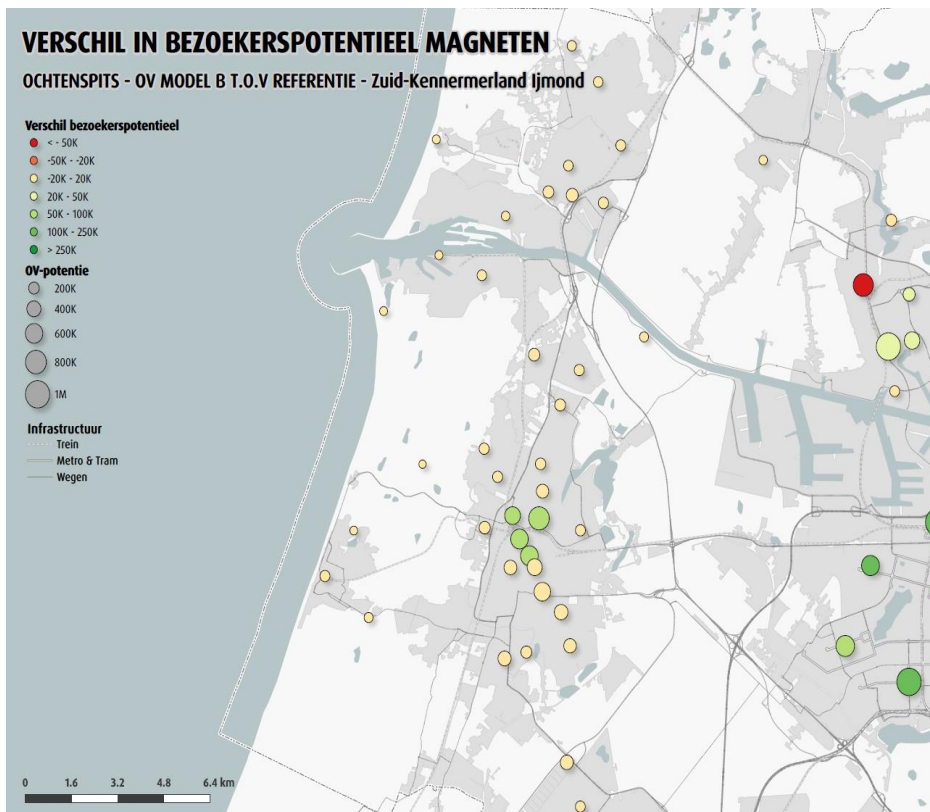 VERSCHIL IN BEZOEKERSPOTENTIEEL MAGNETEN
OCHTENSPITS - OV MODEL B T.O.V REFERENTIE - Zuid-Kennermerland Ijmond
Verschil bezoekerspotentieel
< - 50K
-50K - -20K
-20K - 20K
20K - 50K
50K - 100K
100K - 250K
> 250K
OV-potentie
200K
400K
600K
800K
1M
Infrastructuur
Trein
Metro & Tram
Wegen
0 1.6 3.2 4.8 6.4 km